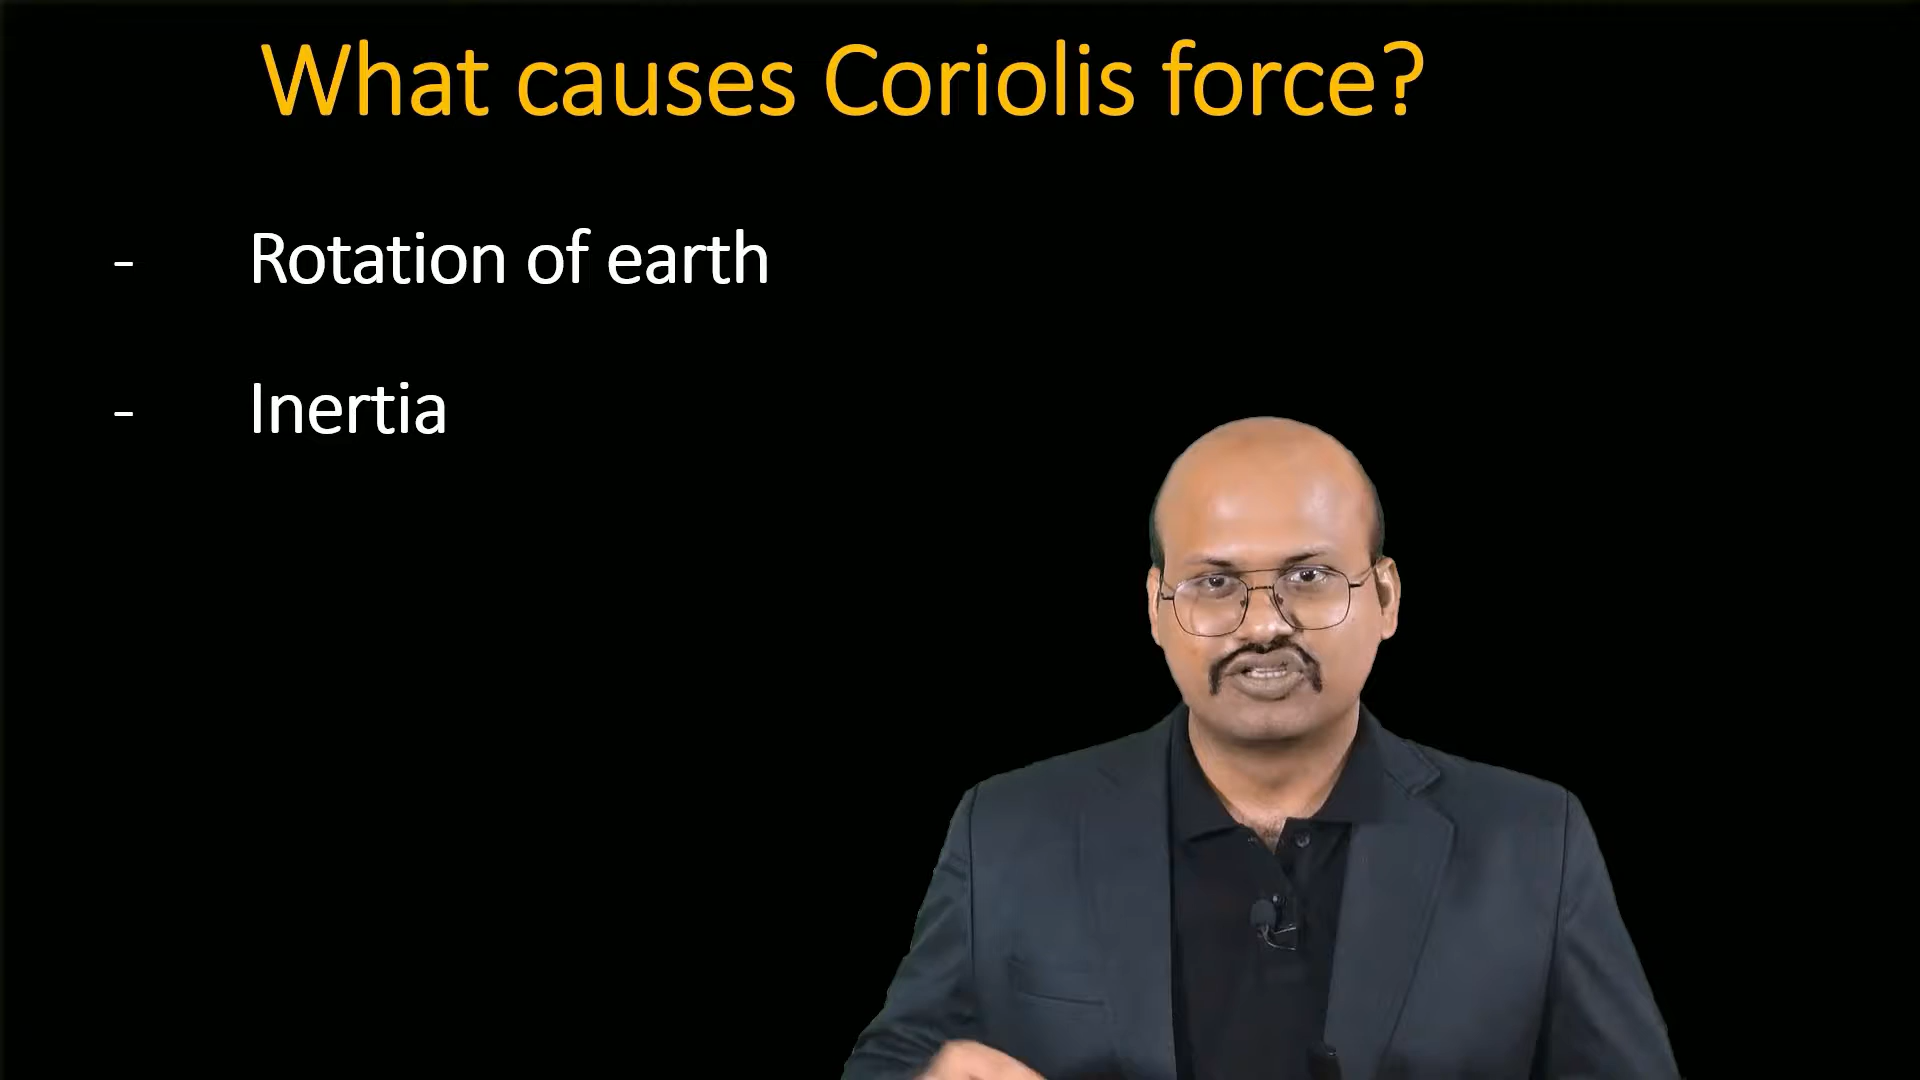 What causes Coriolis force?
- Rotation of earth
- Inertia